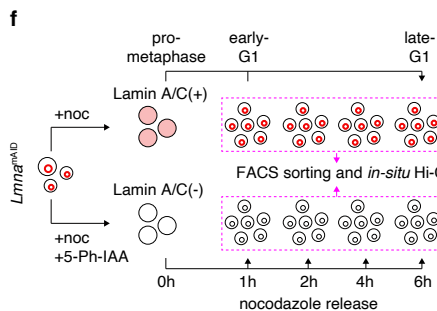 f
pro-
metaphase
early-
G1
late-
G1
Lamin A/C(+)
+noc
Lmna^mAID
FACS sorting and in-situ Hi-C
Lamin A/C(-)
+noc
+5-Ph-IAA
0h 1h 2h 4h 6h
nocodazole release